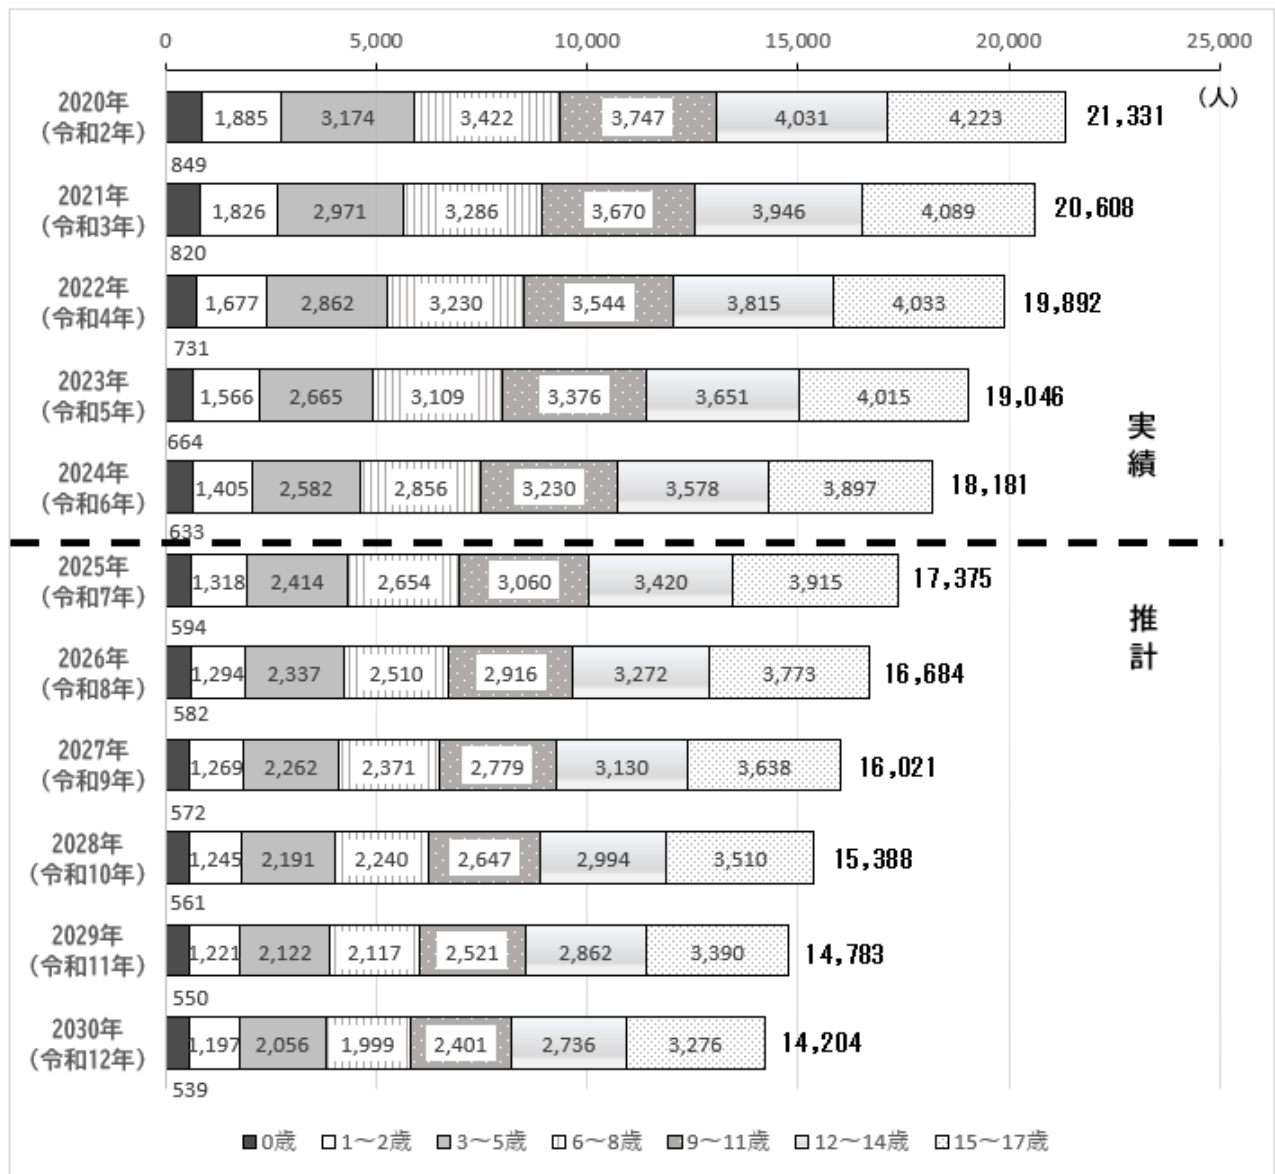 0 5,000 10,000 15,000 20,000 25,000
(人)
2020年
(令和2年)
1,885 3,174 3,422 3,747 4,031 4,223 21,331
849
2021年
(令和3年)
1,826 2,971 3,286 3,670 3,946 4,089 20,608
820
2022年
(令和4年)
1,677 2,862 3,230 3,544 3,815 4,033 19,892
731
2023年
(令和5年)
1,566 2,665 3,109 3,376 3,651 4,015 19,046
664
2024年
(令和6年)
1,405 2,582 2,856 3,230 3,578 3,897 18,181
633
実績
2025年
(令和7年)
1,318 2,414 2,654 3,060 3,420 3,915 17,375
594
推計
2026年
(令和8年)
1,294 2,337 2,510 2,916 3,272 3,773 16,684
582
2027年
(令和9年)
1,269 2,262 2,371 2,779 3,130 3,638 16,021
572
2028年
(令和10年)
1,245 2,191 2,240 2,647 2,994 3,510 15,388
561
2029年
(令和11年)
1,221 2,122 2,117 2,521 2,862 3,390 14,783
550
2030年
(令和12年)
1,197 2,056 1,999 2,401 2,736 3,276 14,204
539
0歳 1～2歳 3～5歳 6～8歳 9～11歳 12～14歳 15～17歳